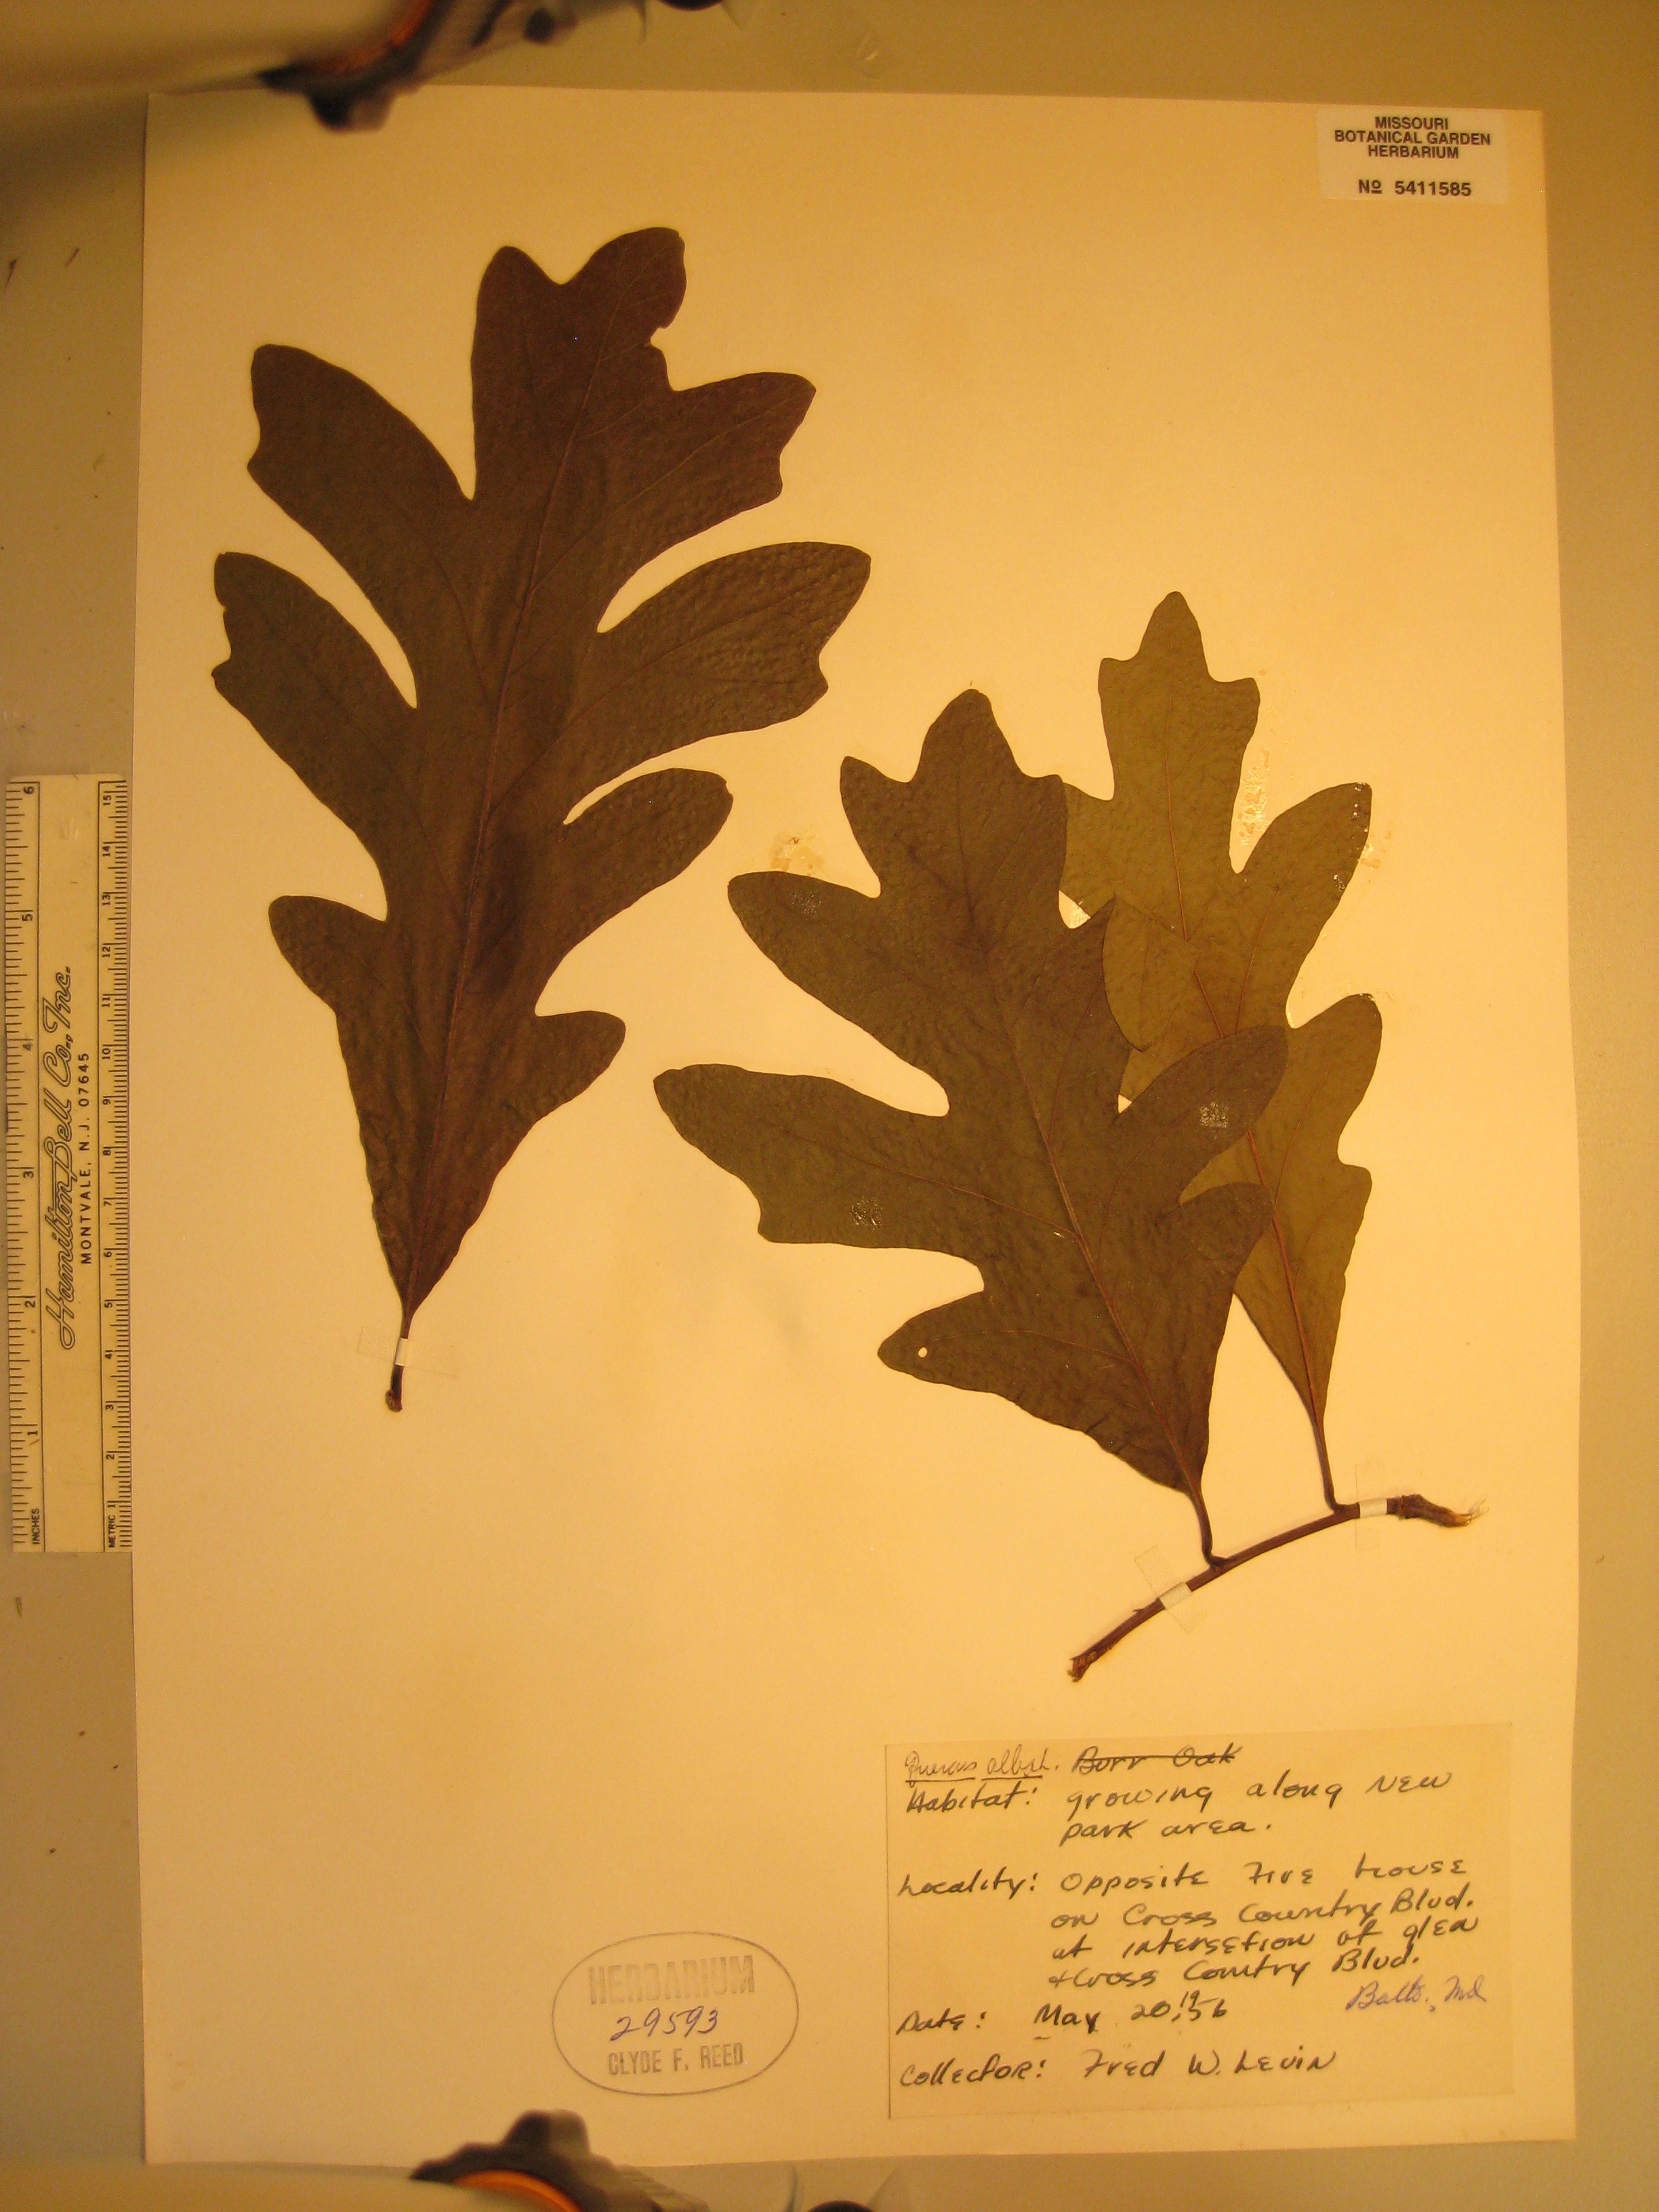 MISSOURI
BOTANICAL GARDEN
HERBARIUM
Nº 5411585
INCHES 1 2 3 4 5 6
Hamilton Bell Co., Inc.
MONTVALE, N.J. 07645
METRIC 1 2 3 4 5 6 7 8 9 10 11 12 13 14 15
Quercus alba L. Burr Oak
Habitat: growing along New
park area.
Locality: Opposite Fire house
on Cross Country Blvd.
at intersetion of glen
+ Cross Country Blvd.
Balto., Md
Date: May 20, 1956
Collector: Fred W. Levin
HERBARIUM
29593
CLYDE F. REED